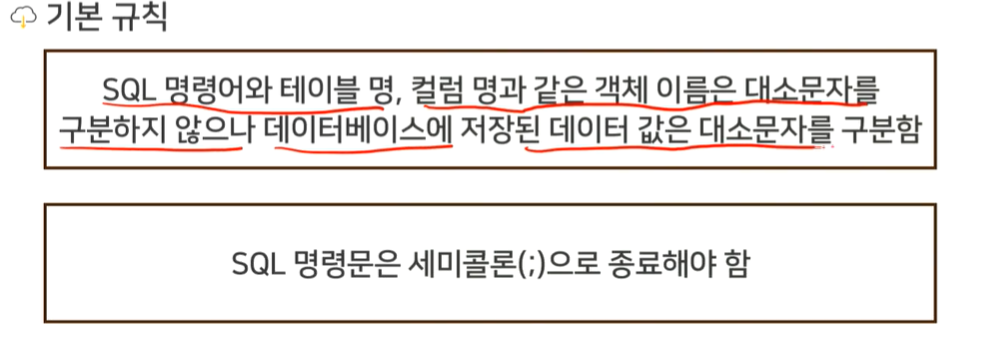 기본 규칙
SQL 명령어와 테이블 명, 컬럼 명과 같은 객체 이름은 대소문자를
구분하지 않으나 데이터베이스에 저장된 데이터 값은 대소문자를 구분함
SQL 명령문은 세미콜론(;)으로 종료해야 함